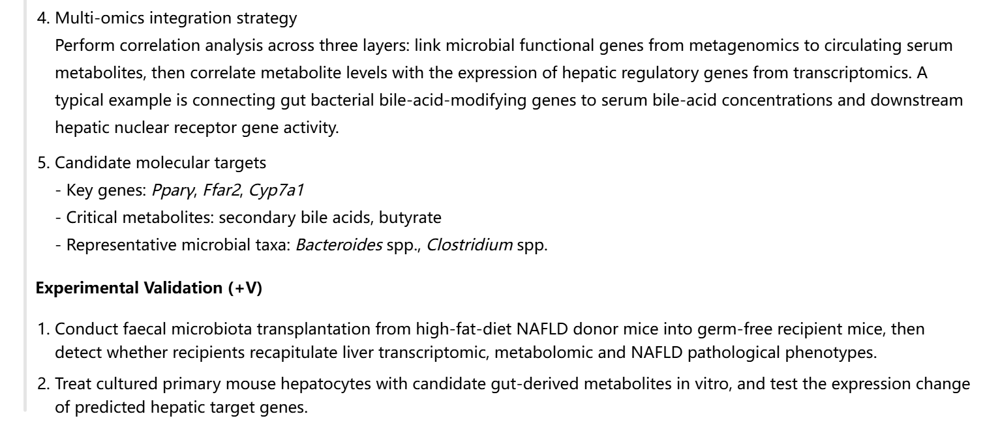 4. Multi-omics integration strategy
Perform correlation analysis across three layers: link microbial functional genes from metagenomics to circulating serum
metabolites, then correlate metabolite levels with the expression of hepatic regulatory genes from transcriptomics. A
typical example is connecting gut bacterial bile-acid-modifying genes to serum bile-acid concentrations and downstream
hepatic nuclear receptor gene activity.
5. Candidate molecular targets
- Key genes: Pparγ, Ffar2, Cyp7a1
- Critical metabolites: secondary bile acids, butyrate
- Representative microbial taxa: Bacteroides spp., Clostridium spp.
Experimental Validation (+V)
1. Conduct faecal microbiota transplantation from high-fat-diet NAFLD donor mice into germ-free recipient mice, then
detect whether recipients recapitulate liver transcriptomic, metabolomic and NAFLD pathological phenotypes.
2. Treat cultured primary mouse hepatocytes with candidate gut-derived metabolites in vitro, and test the expression change
of predicted hepatic target genes.